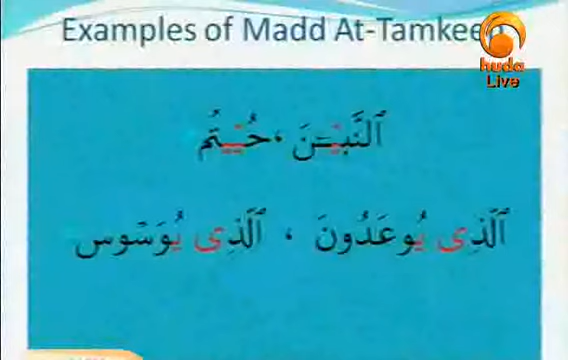 Examples of Madd At-Tamkeen
huda
Live
ٱلنَّبِيِّـۧنَ ، حُيِّيتُم
ٱلَّذِى يُوعَدُونَ ، ٱلَّذِى يُوَسْوِسُ